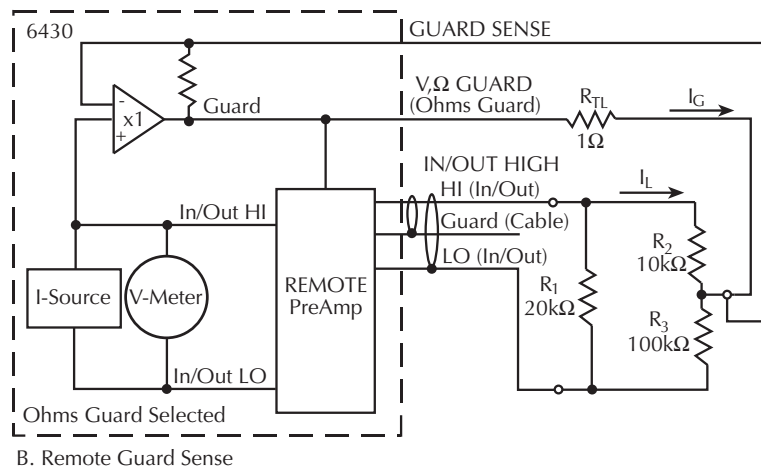 6430
GUARD SENSE
-
x1
+
Guard
V,Ω GUARD
(Ohms Guard)
R_TL
1Ω
I_G
In/Out HI
IN/OUT HIGH
HI (In/Out)
I_L
Guard (Cable)
LO (In/Out)
I-Source
V-Meter
REMOTE
PreAmp
R_1
20kΩ
R_2
10kΩ
R_3
100kΩ
In/Out LO
Ohms Guard Selected
B. Remote Guard Sense